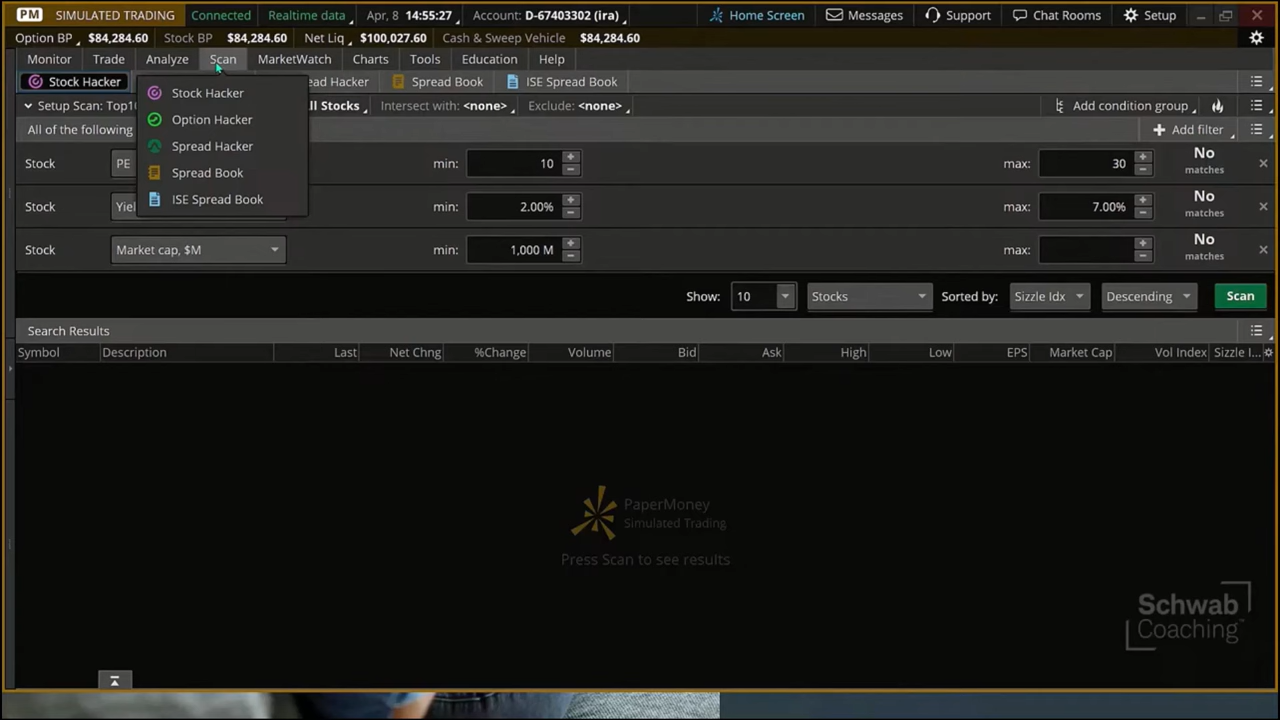 PM SIMULATED TRADING Connected Realtime data Apr, 8 14:55:27 Account: D-67403302 (ira) Home Screen Messages Support Chat Rooms Setup
Option BP $84,284.60 Stock BP $84,284.60 Net Liq $100,027.60 Cash & Sweep Vehicle $84,284.60
Monitor Trade Analyze Scan MarketWatch Charts Tools Education Help
Stock Hacker Hacker Spread Book ISE Spread Book
Stock Hacker
Option Hacker
Spread Hacker
Spread Book
ISE Spread Book
Setup Scan: Stocks Intersect with: <none> Exclude: <none> Add condition group
All of the following Add filter
Stock PE min: 10 max: 30 No matches
Stock min: 2.00% max: 7.00% No matches
Stock Market cap, $M min: 1,000 M max: No matches
Show: 10 Stocks Sorted by: Sizzle Idx Descending Scan
Search Results
Symbol Description Last Net Chng %Change Volume Bid Ask High Low EPS Market Cap Vol Index Sizzle I...
PaperMoney
Simulated Trading
Press Scan to see results
Schwab
Coaching™